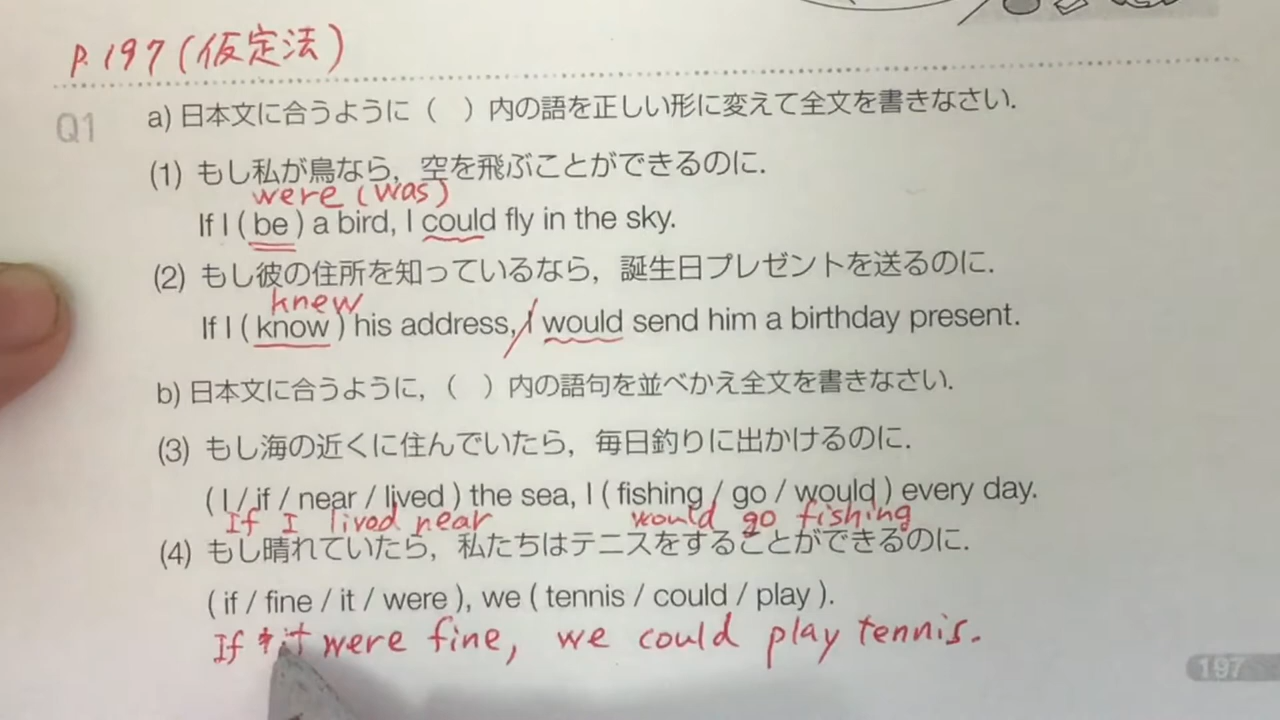 P.197(仮定法)
Q1
a) 日本文に合うように（ ）内の語を正しい形に変えて全文を書きなさい.
(1) もし私が鳥なら，空を飛ぶことができるのに.
were (was)
If I ( be ) a bird, I could fly in the sky.
(2) もし彼の住所を知っているなら，誕生日プレゼントを送るのに.
knew
If I ( know ) his address, I would send him a birthday present.
b) 日本文に合うように，（ ）内の語句を並べかえ全文を書きなさい.
(3) もし海の近くに住んでいたら，毎日釣りに出かけるのに.
( I / if / near / lived ) the sea, I ( fishing / go / would ) every day.
If I lived near would go fishing
(4) もし晴れていたら，私たちはテニスをすることができるのに.
( if / fine / it / were ), we ( tennis / could / play ).
If it were fine, we could play tennis.
197